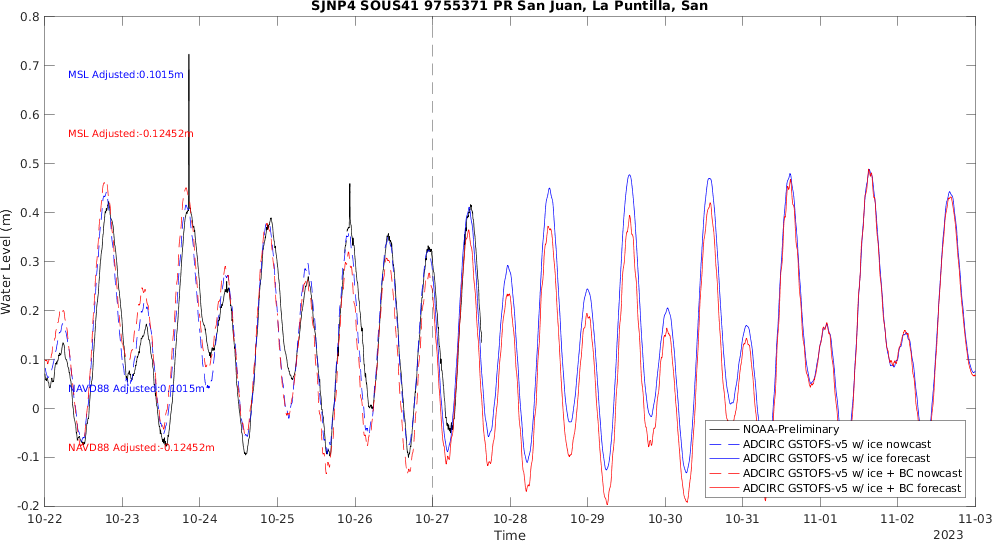 SJNP4 SOUS41 9755371 PR San Juan, La Puntilla, San
Water Level (m)
0.8
0.7
0.6
0.5
0.4
0.3
0.2
0.1
0
-0.1
-0.2
MSL Adjusted:0.1015m
MSL Adjusted:-0.12452m
NAVD88 Adjusted:0.1015m
NAVD88 Adjusted:-0.12452m
NOAA-Preliminary
ADCIRC GSTOFS-v5 w/ ice nowcast
ADCIRC GSTOFS-v5 w/ ice forecast
ADCIRC GSTOFS-v5 w/ ice + BC nowcast
ADCIRC GSTOFS-v5 w/ ice + BC forecast
10-22 10-23 10-24 10-25 10-26 10-27 10-28 10-29 10-30 10-31 11-01 11-02 11-03
Time
2023